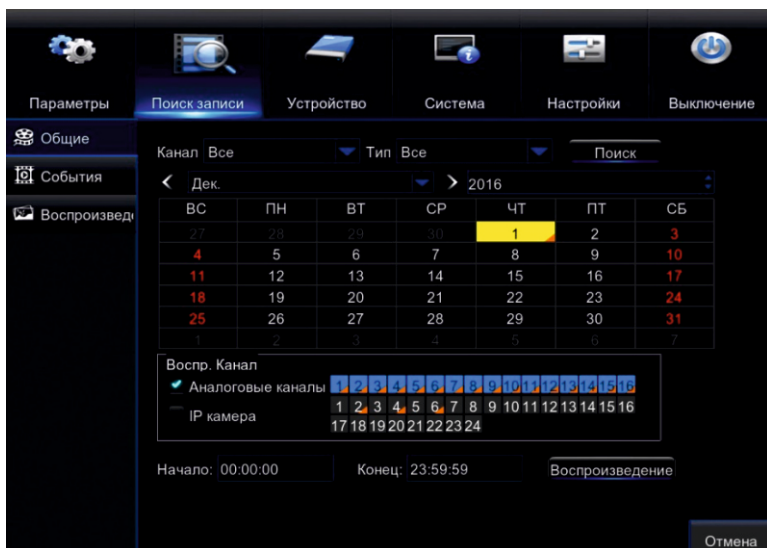 Параметры Поиск записи Устройство Система Настройки Выключение
Общие
События
Воспроизвед
Канал Все Тип Все Поиск
Дек. 2016
ВС ПН ВТ СР ЧТ ПТ СБ
27 28 29 30 1 2 3
4 5 6 7 8 9 10
11 12 13 14 15 16 17
18 19 20 21 22 23 24
25 26 27 28 29 30 31
1 2 3 4 5 6 7
Воспр. Канал
Аналоговые каналы 1 2 3 4 5 6 7 8 9 10 11 12 13 14 15 16
IP камера 1 2 3 4 5 6 7 8 9 10 11 12 13 14 15 16
17 18 19 20 21 22 23 24
Начало: 00:00:00 Конец: 23:59:59 Воспроизведение
Отмена